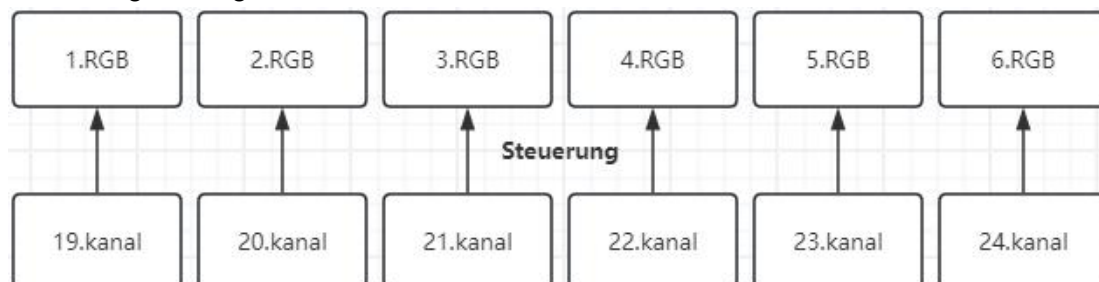 1.RGB 2.RGB 3.RGB 4.RGB 5.RGB 6.RGB
Steuerung
19.kanal 20.kanal 21.kanal 22.kanal 23.kanal 24.kanal